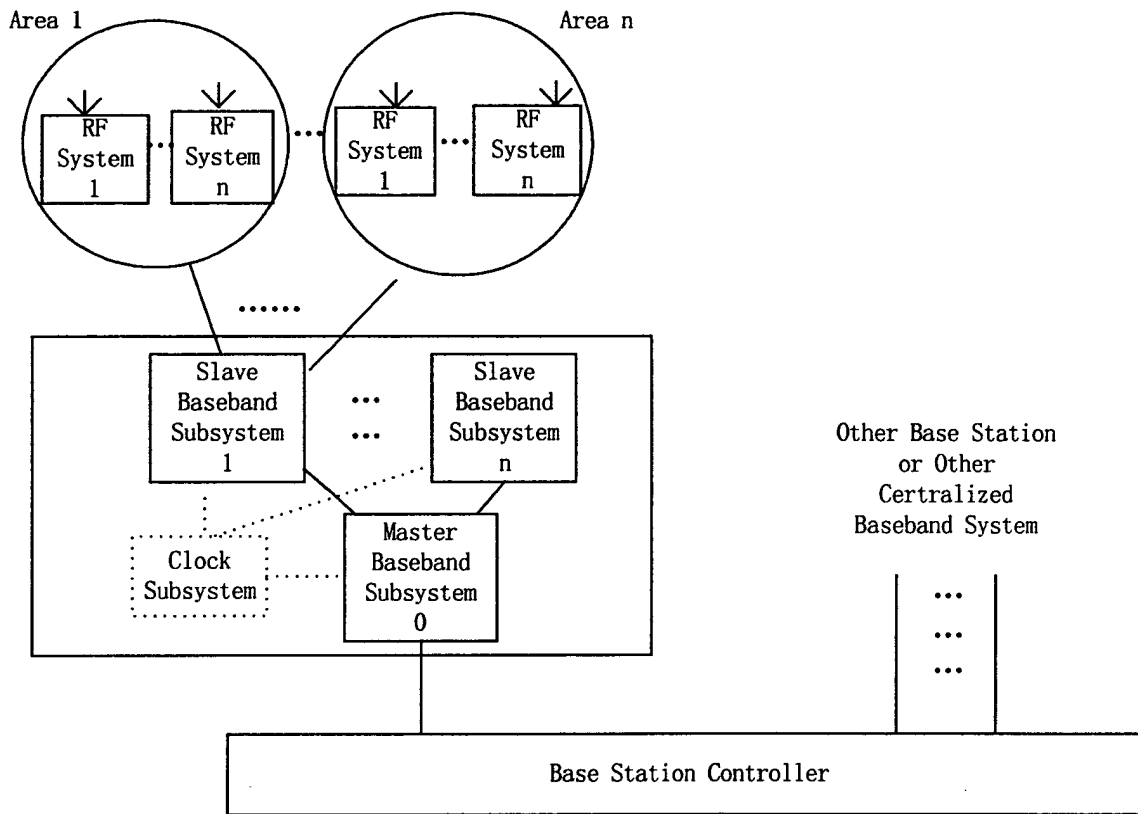 Area 1
Area n
RF
System
1
...
RF
System
n
...
RF
System
1
...
RF
System
n
......
Slave
Baseband
Subsystem
1
...
...
Slave
Baseband
Subsystem
n
Clock
Subsystem
Master
Baseband
Subsystem
0
Other Base Station
or Other
Certralized
Baseband System
...
...
...
Base Station Controller